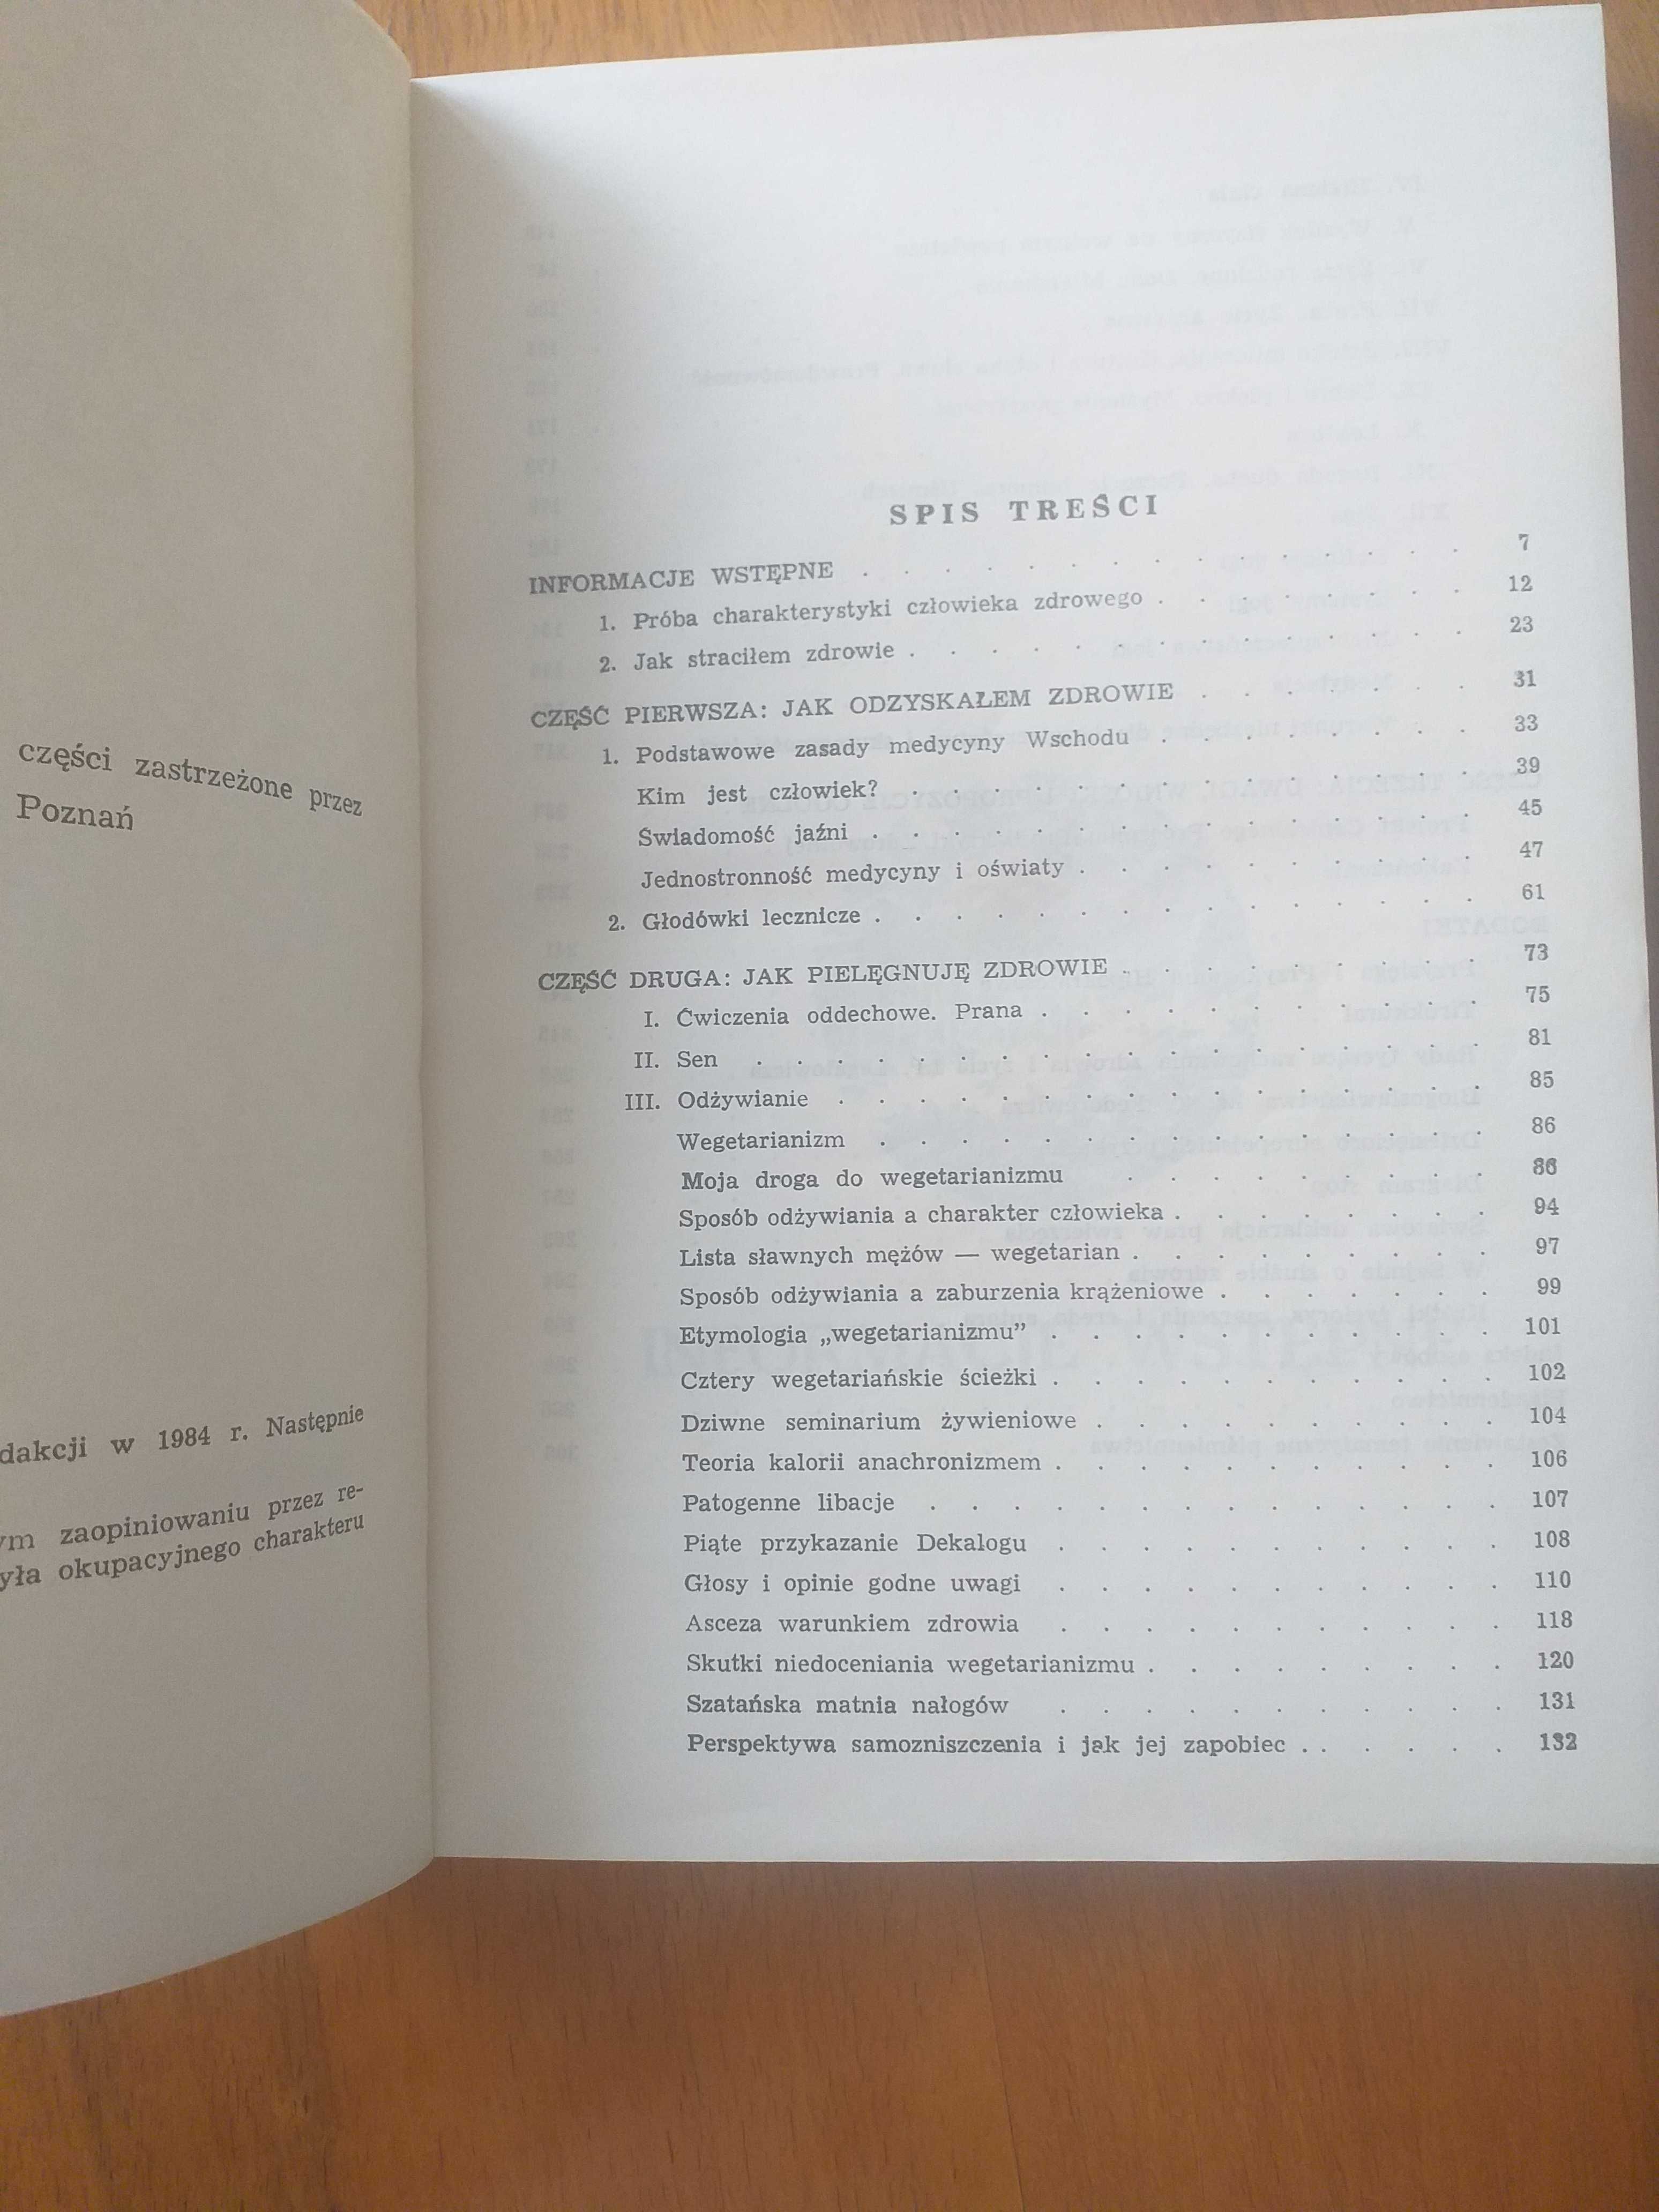 części zastrzeżone przez
Poznań
dakcji w 1984 r. Następnie
ym zaopiniowaniu przez re-
yła okupacyjnego charakteru
SPIS TREŚCI
INFORMACJE WSTĘPNE . . . . . . . . . . . . . . . 7
1. Próba charakterystyki człowieka zdrowego . . . . . . . . 12
2. Jak straciłem zdrowie . . . . . . . . . . . . . . 23
CZĘŚĆ PIERWSZA: JAK ODZYSKAŁEM ZDROWIE . . . . . . . 31
1. Podstawowe zasady medycyny Wschodu . . . . . . . . 33
Kim jest człowiek? . . . . . . . . . . . . . . 39
Świadomość jaźni . . . . . . . . . . . . . . . 45
Jednostronność medycyny i oświaty . . . . . . . . . . 47
2. Głodówki lecznicze . . . . . . . . . . . . . . . 61
CZĘŚĆ DRUGA: JAK PIELĘGNUJĘ ZDROWIE . . . . . . . . . 73
I. Ćwiczenia oddechowe. Prana . . . . . . . . . . . 75
II. Sen . . . . . . . . . . . . . . . . . . 81
III. Odżywianie . . . . . . . . . . . . . . . . 85
Wegetarianizm . . . . . . . . . . . . . . . 86
Moja droga do wegetarianizmu . . . . . . . . . 86
Sposób odżywiania a charakter człowieka . . . . . . . . 94
Lista sławnych mężów — wegetarian . . . . . . . . . 97
Sposób odżywiania a zaburzenia krążeniowe . . . . . . . 99
Etymologia „wegetarianizmu” . . . . . . . . . . . 101
Cztery wegetariańskie ścieżki . . . . . . . . . . . 102
Dziwne seminarium żywieniowe . . . . . . . . . . 104
Teoria kalorii anachronizmem . . . . . . . . . . . 106
Patogenne libacje . . . . . . . . . . . . . . 107
Piąte przykazanie Dekalogu . . . . . . . . . . . 108
Głosy i opinie godne uwagi . . . . . . . . . . . 110
Asceza warunkiem zdrowia . . . . . . . . . . . 118
Skutki niedoceniania wegetarianizmu . . . . . . . . . 120
Szatańska matnia nałogów . . . . . . . . . . . 131
Perspektywa samozniszczenia i jak jej zapobiec . . . . . . 132